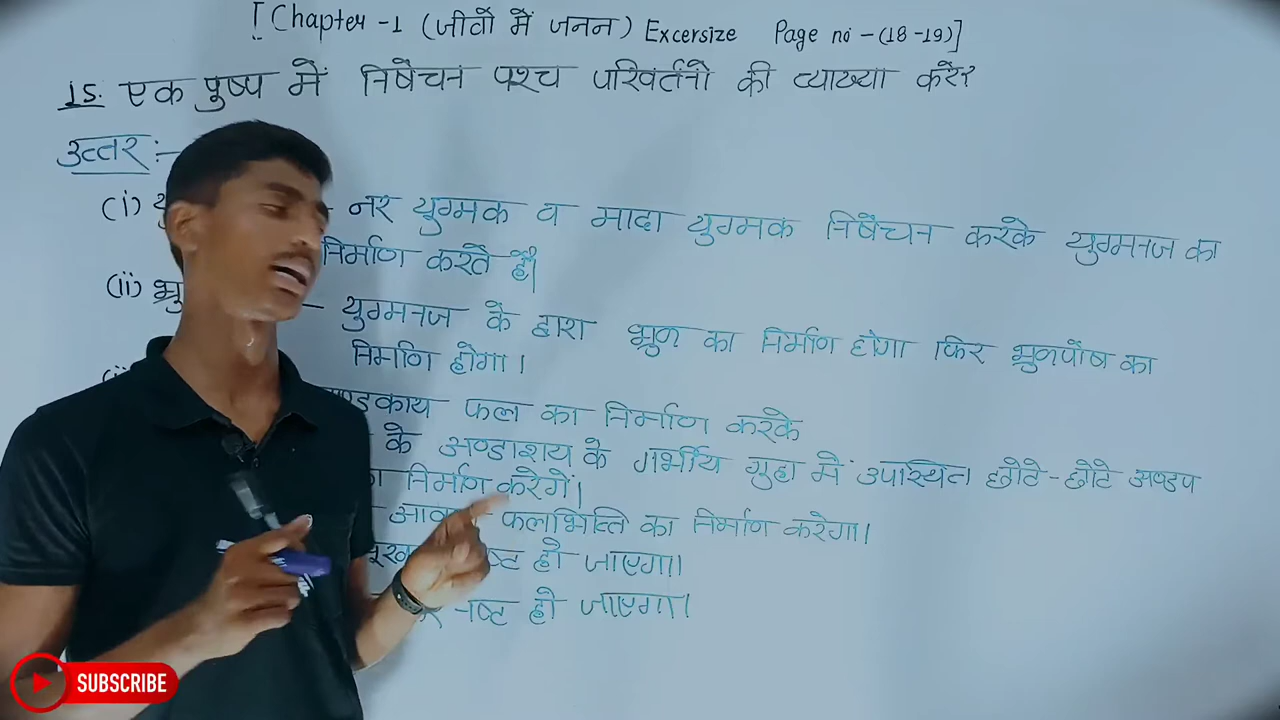 [Chapter -1 (जीवों में जनन) Excersize Page no - (18-19)]
15. एक पुष्प में निषेचन पश्च परिवर्तनों की व्याख्या करें?
उत्तर :-
(i) - नर युग्मक व मादा युग्मक निषेचन करके युग्मनज का
निर्माण करते हैं।
(ii) भ्रु — युग्मनज के द्वारा भ्रुण का निर्माण होगा फिर भ्रुणपोष का
निर्माण होगा।
फल का निर्माण करके
के अण्डाशय के गर्भीय गुहा में उपस्थित छोटे-छोटे अण्डप
निर्माण करेगें।
फलभित्ति का निर्माण करेगा।
हो जाएगा।
हो जाएगा।
SUBSCRIBE